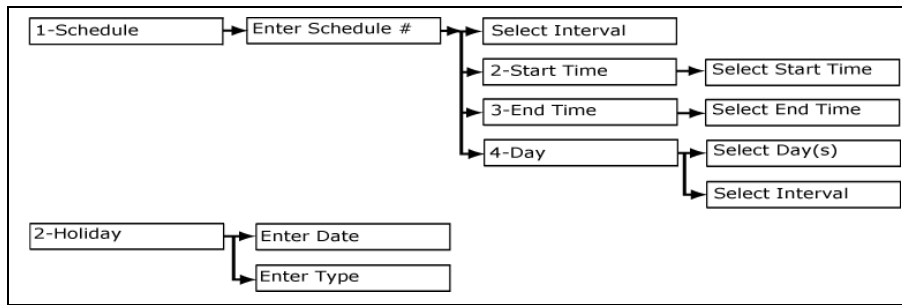 1-Schedule
Enter Schedule #
Select Interval
2-Start Time
Select Start Time
3-End Time
Select End Time
4-Day
Select Day(s)
Select Interval
2-Holiday
Enter Date
Enter Type